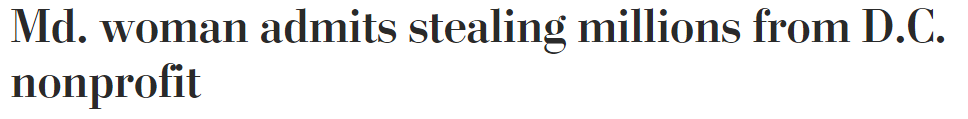 Md. woman admits stealing millions from D.C.
nonprofit